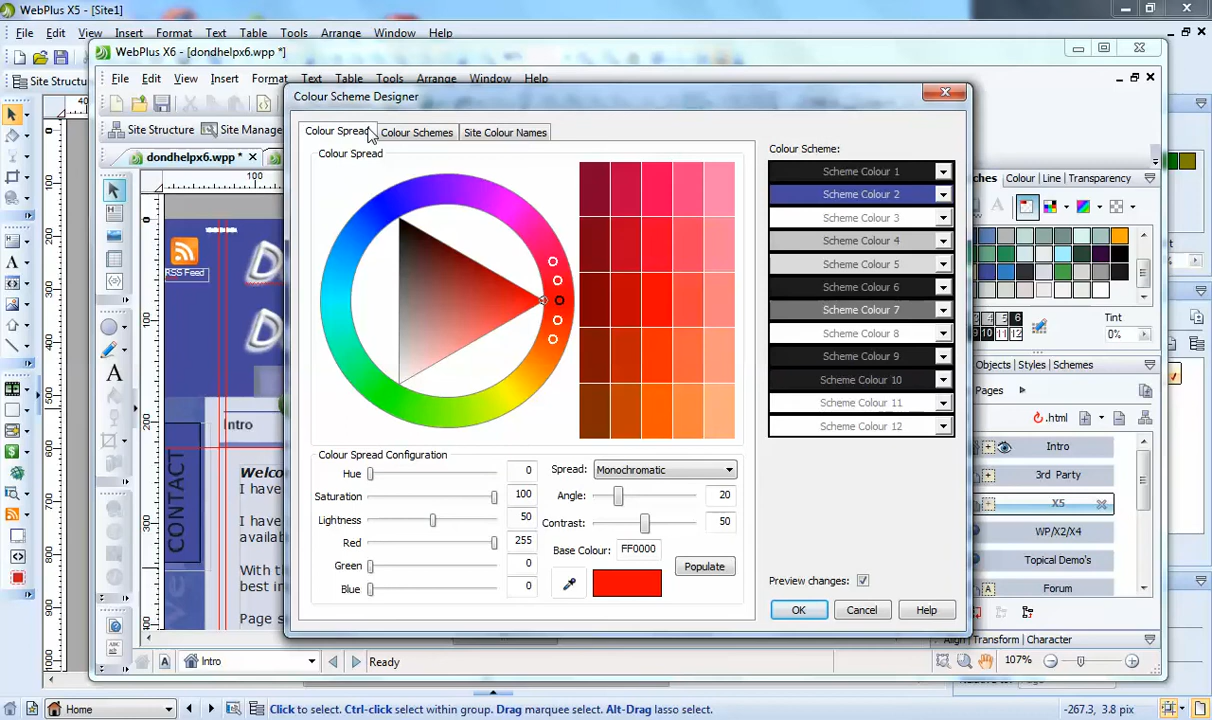 WebPlus X5 - [Site1]
File Edit View Insert Format Text Table Tools Arrange Window Help
WebPlus X6 - [dondhelpx6.wpp *]
File Edit View Insert Format Text Table Tools Arrange Window Help
Site Structure Site Manage
dondhelpx6.wpp *
Colour Scheme Designer
Colour Spread Colour Schemes Site Colour Names
Colour Spread
Colour Scheme:
Scheme Colour 1
Scheme Colour 2
Scheme Colour 3
Scheme Colour 4
Scheme Colour 5
Scheme Colour 6
Scheme Colour 7
Scheme Colour 8
Scheme Colour 9
Scheme Colour 10
Scheme Colour 11
Scheme Colour 12
Colour Spread Configuration
Hue 0
Saturation 100
Lightness 50
Red 255
Green 0
Blue 0
Spread: Monochromatic
Angle: 20
Contrast: 50
Base Colour: FF0000
Populate
Preview changes:
OK Cancel Help
RSS Feed
Intro
CONTACT
Welco
I have
I have
availab
With t
best in
Page s
Colour Line Transparency
Tint
0%
Objects Styles Schemes
Pages
.html
Intro
3rd Party
X5
WP/X2/X4
Topical Demo's
Forum
Align Transform Character
Intro Ready 107%
Home Click to select. Ctrl-click select within group. Drag marquee select. Alt-Drag lasso select. -267.3, 3.8 pix